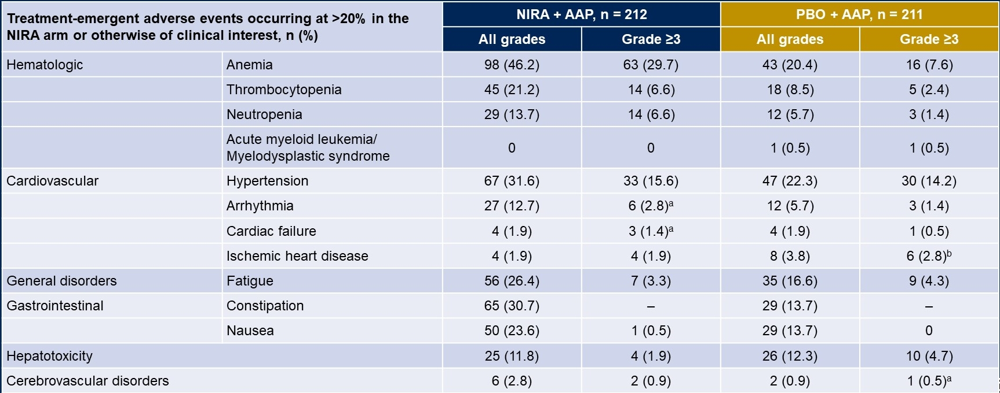 Treatment-emergent adverse events occurring at >20% in the NIRA + AAP, n = 212 PBO + AAP, n = 211
NIRA arm or otherwise of clinical interest, n (%) All grades Grade ≥3 All grades Grade ≥3
Hematologic Anemia 98 (46.2) 63 (29.7) 43 (20.4) 16 (7.6)
Thrombocytopenia 45 (21.2) 14 (6.6) 18 (8.5) 5 (2.4)
Neutropenia 29 (13.7) 14 (6.6) 12 (5.7) 3 (1.4)
Acute myeloid leukemia/
Myelodysplastic syndrome 0 0 1 (0.5) 1 (0.5)
Cardiovascular Hypertension 67 (31.6) 33 (15.6) 47 (22.3) 30 (14.2)
Arrhythmia 27 (12.7) 6 (2.8)ᵃ 12 (5.7) 3 (1.4)
Cardiac failure 4 (1.9) 3 (1.4)ᵃ 4 (1.9) 1 (0.5)
Ischemic heart disease 4 (1.9) 4 (1.9) 8 (3.8) 6 (2.8)ᵇ
General disorders Fatigue 56 (26.4) 7 (3.3) 35 (16.6) 9 (4.3)
Gastrointestinal Constipation 65 (30.7) – 29 (13.7) –
Nausea 50 (23.6) 1 (0.5) 29 (13.7) 0
Hepatotoxicity 25 (11.8) 4 (1.9) 26 (12.3) 10 (4.7)
Cerebrovascular disorders 6 (2.8) 2 (0.9) 2 (0.9) 1 (0.5)ᵃ